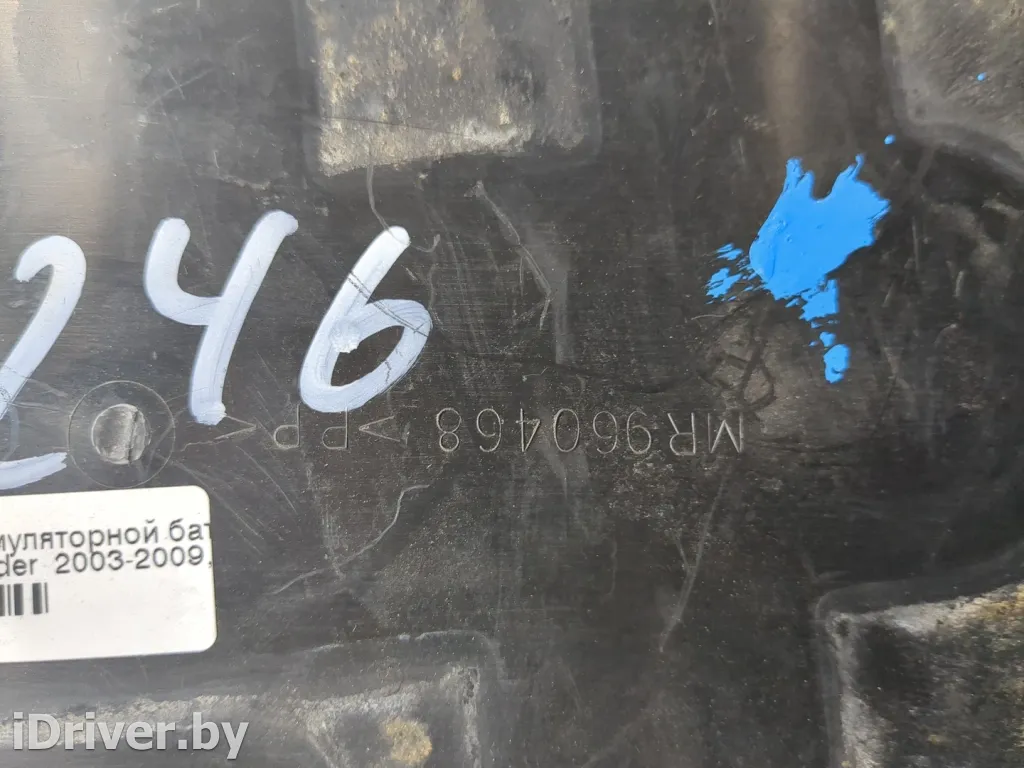 246
MR960468 >PP<
муляторной бат
der 2003-2009,
iDriver.by